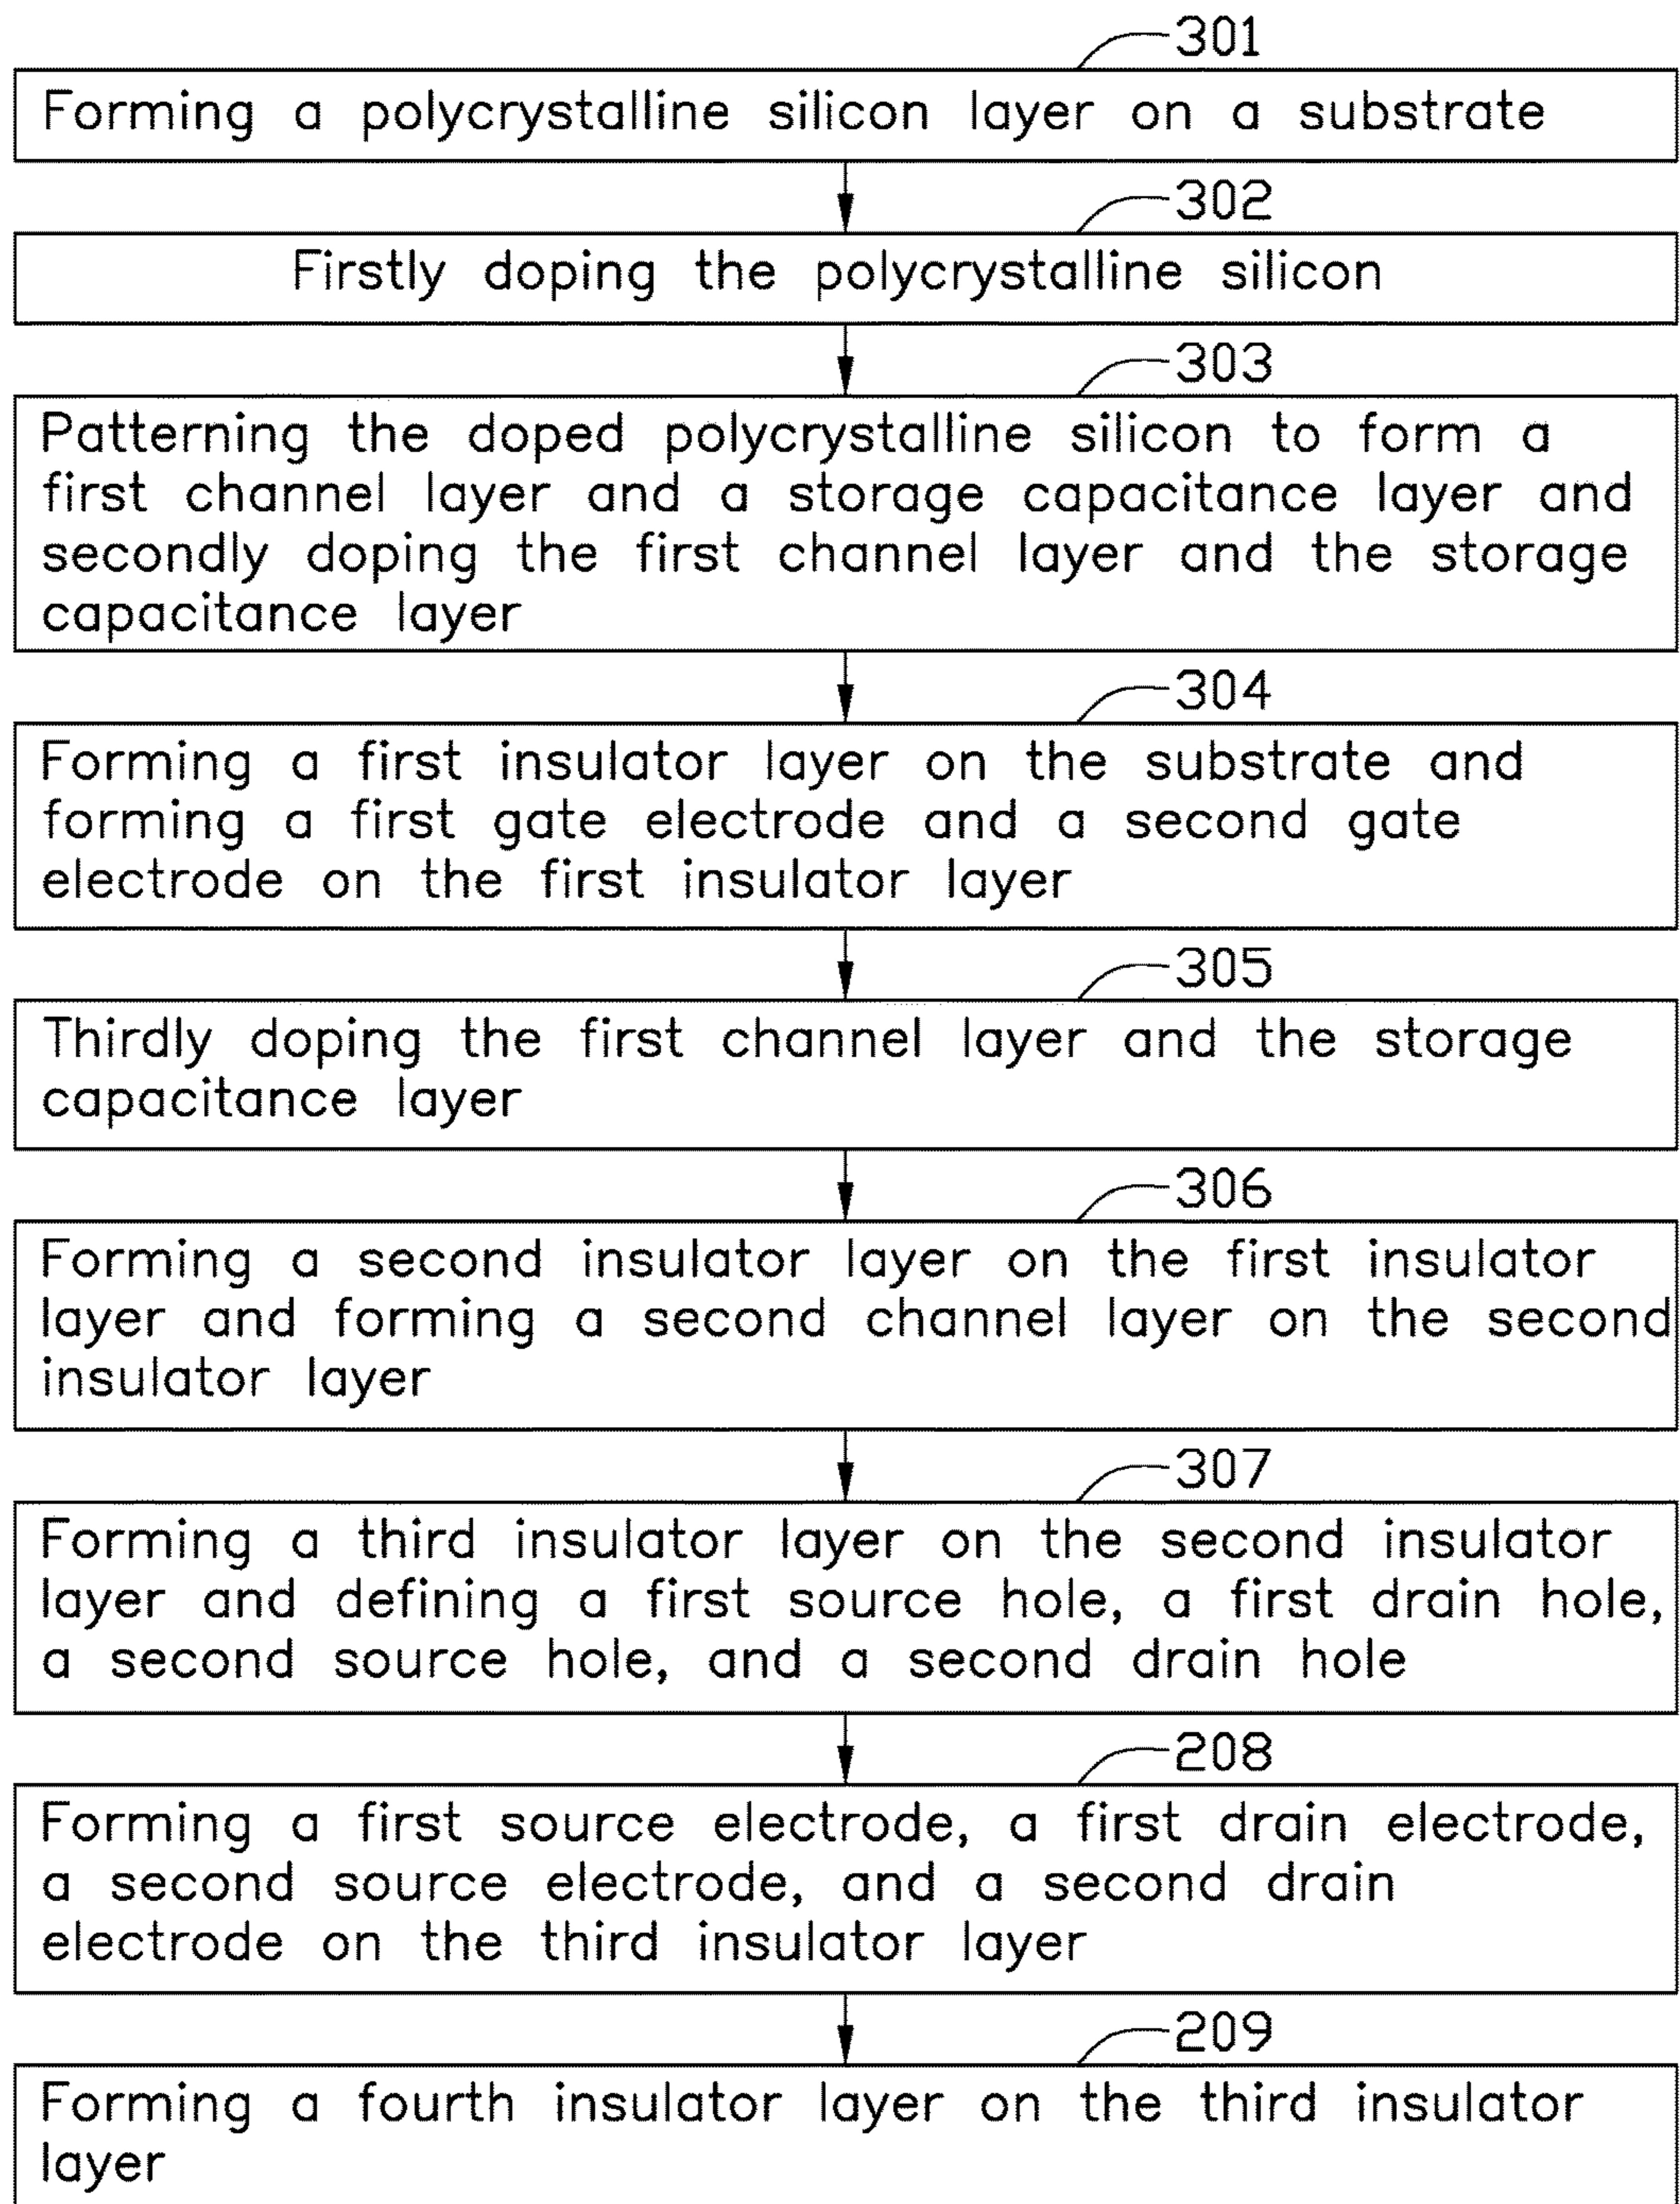 301
Forming a polycrystalline silicon layer on a substrate
302
Firstly doping the polycrystalline silicon
303
Patterning the doped polycrystalline silicon to form a
first channel layer and a storage capacitance layer and
secondly doping the first channel layer and the storage
capacitance layer
304
Forming a first insulator layer on the substrate and
forming a first gate electrode and a second gate
electrode on the first insulator layer
305
Thirdly doping the first channel layer and the storage
capacitance layer
306
Forming a second insulator layer on the first insulator
layer and forming a second channel layer on the second
insulator layer
307
Forming a third insulator layer on the second insulator
layer and defining a first source hole, a first drain hole,
a second source hole, and a second drain hole
208
Forming a first source electrode, a first drain electrode,
a second source electrode, and a second drain
electrode on the third insulator layer
209
Forming a fourth insulator layer on the third insulator
layer